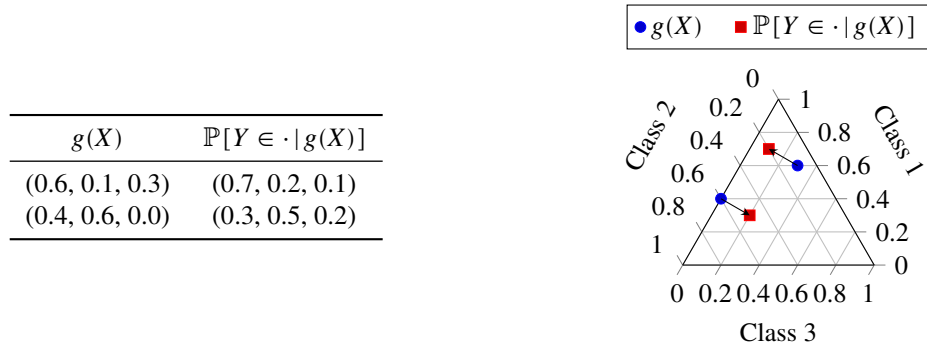 g(X) ℙ[Y ∈ · | g(X)]
(0.6, 0.1, 0.3) (0.7, 0.2, 0.1)
(0.4, 0.6, 0.0) (0.3, 0.5, 0.2)
g(X) ℙ[Y ∈ · | g(X)]
Class 2
Class 1
0
0.2
0.4
0.6
0.8
1
1
0.8
0.6
0.4
0.2
0
0 0.2 0.4 0.6 0.8 1
Class 3